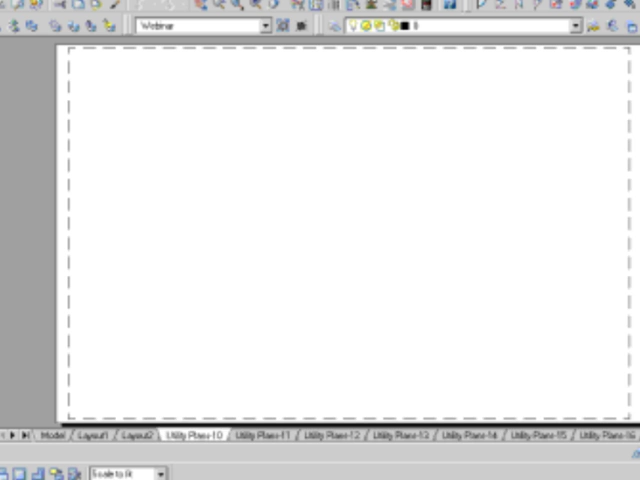 Webinar
0
Model / Layout1 / Layout2 / Utility Plans-10 / Utility Plans-11 / Utility Plans-12 / Utility Plans-13 / Utility Plans-14 / Utility Plans-15 / Utility Plans-16
Scale to fit